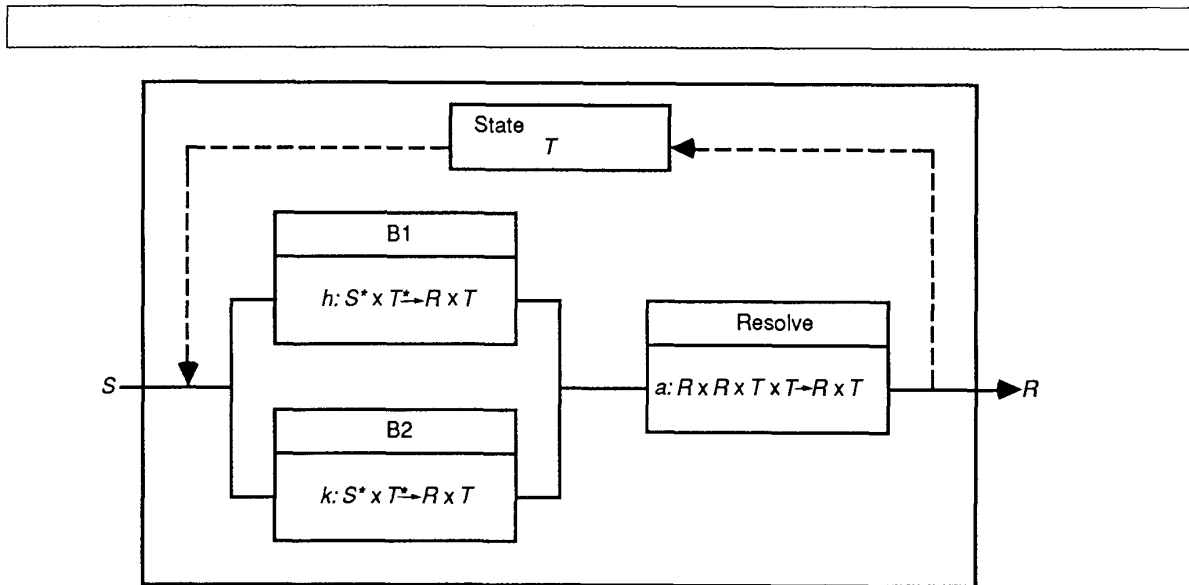 State
T
B1
h: S* x T*→R x T
Resolve
S
a: R x R x T x T→R x T
R
B2
k: S* x T*→R x T